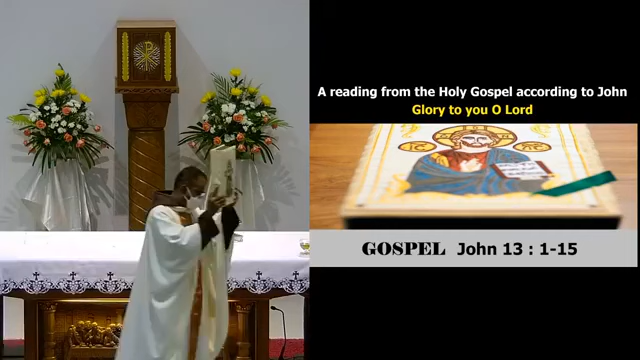 A reading from the Holy Gospel according to John
Glory to you O Lord
GOSPEL John 13 : 1-15